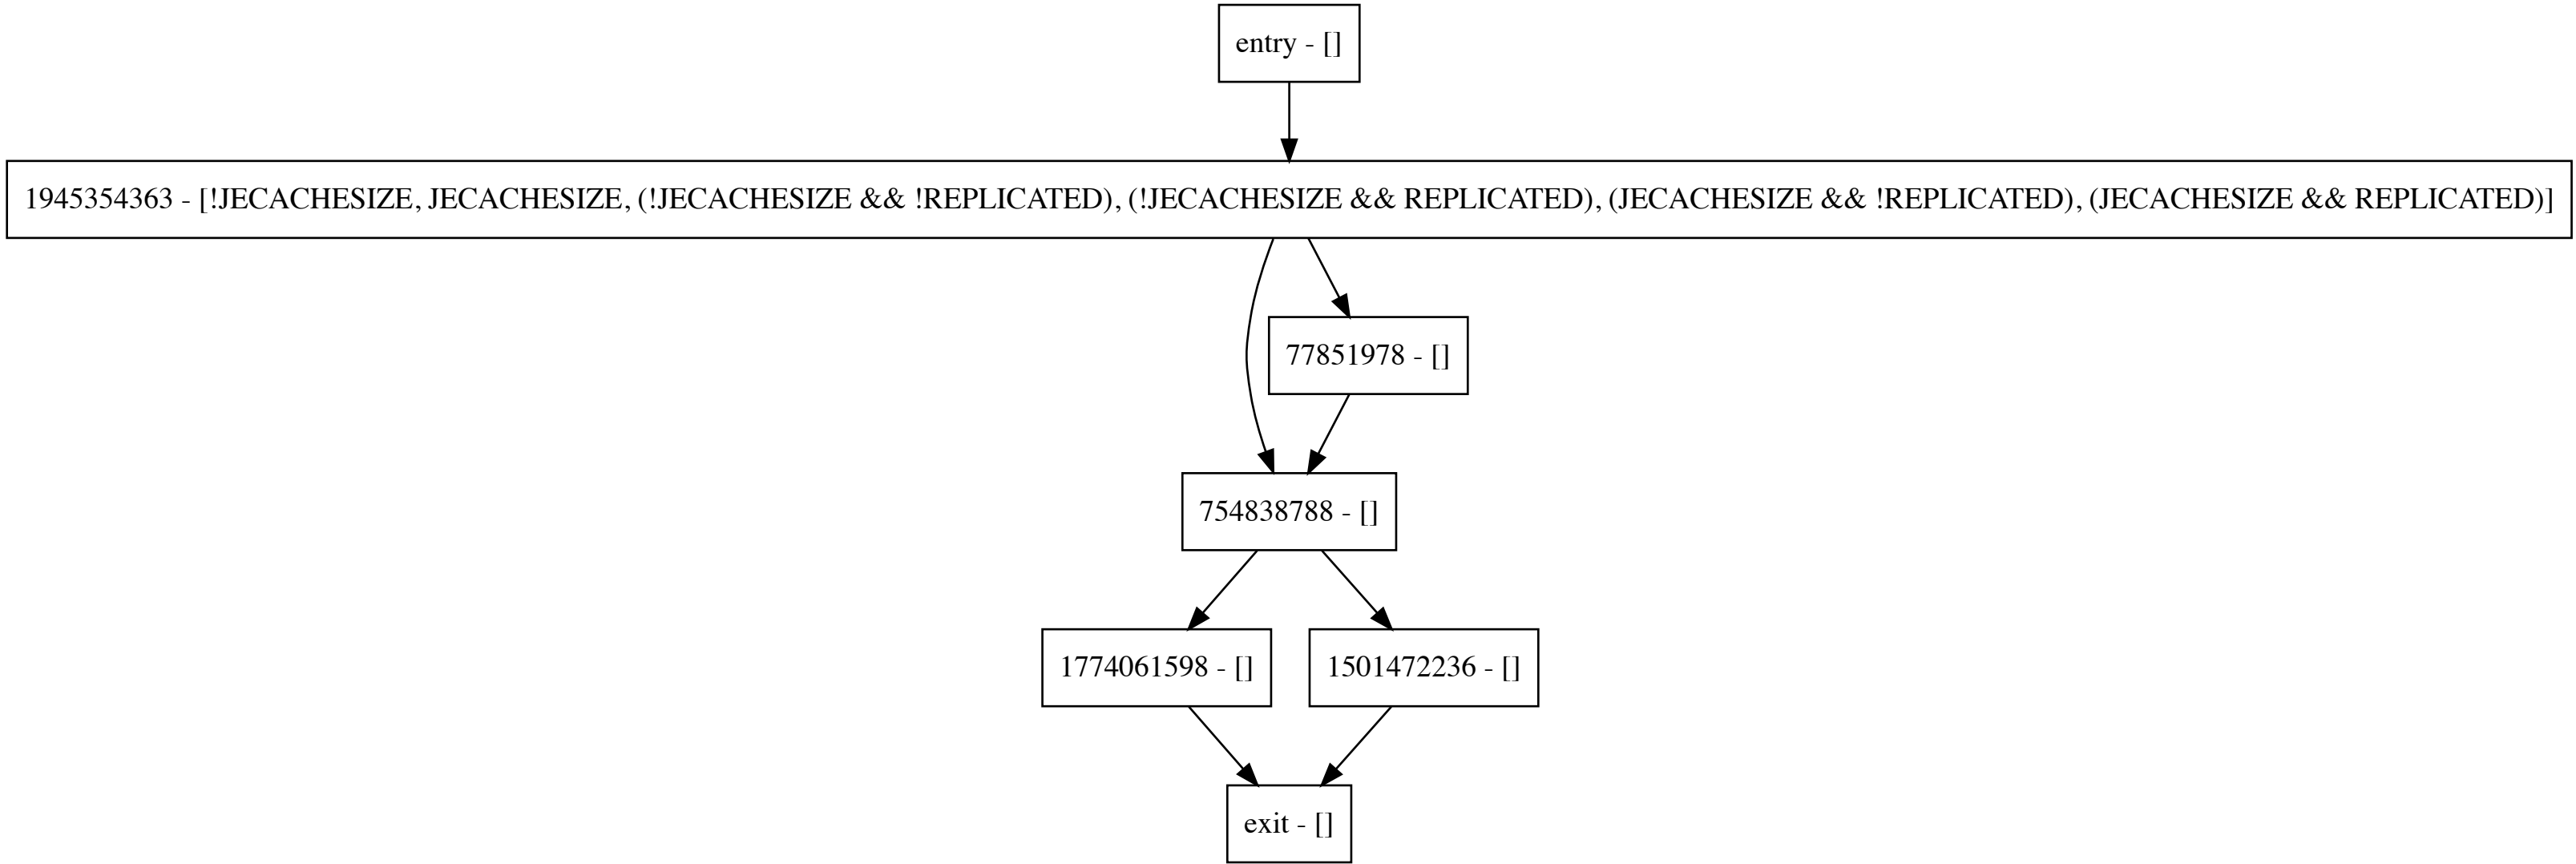 entry - []
1945354363 - [!JECACHESIZE, JECACHESIZE, (!JECACHESIZE && !REPLICATED), (!JECACHESIZE && REPLICATED), (JECACHESIZE && !REPLICATED), (JECACHESIZE && REPLICATED)]
77851978 - []
754838788 - []
1774061598 - []
1501472236 - []
exit - []